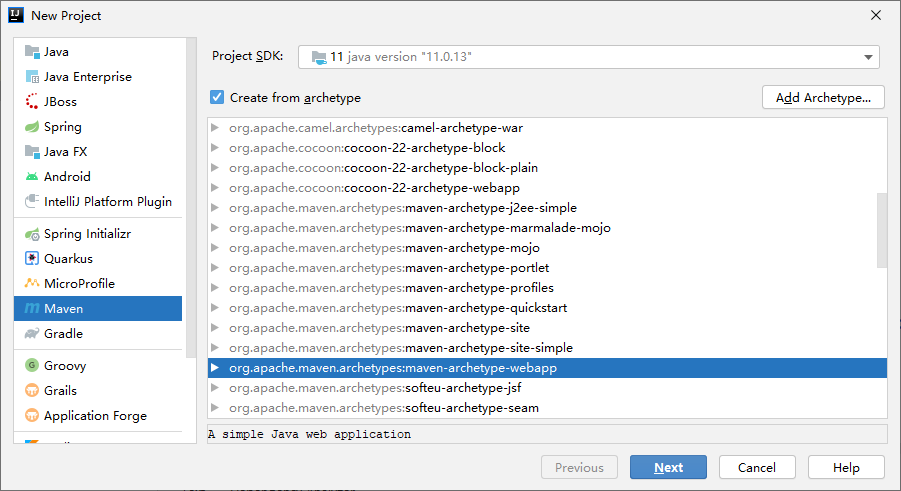 New Project
Java
Java Enterprise
JBoss
Spring
Java FX
Android
IntelliJ Platform Plugin
Spring Initializr
Quarkus
MicroProfile
Maven
Gradle
Groovy
Grails
Application Forge
Project SDK:
11 java version "11.0.13"
Create from archetype
Add Archetype...
org.apache.camel.archetypes:camel-archetype-war
org.apache.cocoon:cocoon-22-archetype-block
org.apache.cocoon:cocoon-22-archetype-block-plain
org.apache.cocoon:cocoon-22-archetype-webapp
org.apache.maven.archetypes:maven-archetype-j2ee-simple
org.apache.maven.archetypes:maven-archetype-marmalade-mojo
org.apache.maven.archetypes:maven-archetype-mojo
org.apache.maven.archetypes:maven-archetype-portlet
org.apache.maven.archetypes:maven-archetype-profiles
org.apache.maven.archetypes:maven-archetype-quickstart
org.apache.maven.archetypes:maven-archetype-site
org.apache.maven.archetypes:maven-archetype-site-simple
org.apache.maven.archetypes:maven-archetype-webapp
org.apache.maven.archetypes:softeu-archetype-jsf
org.apache.maven.archetypes:softeu-archetype-seam
A simple Java web application
Previous
Next
Cancel
Help